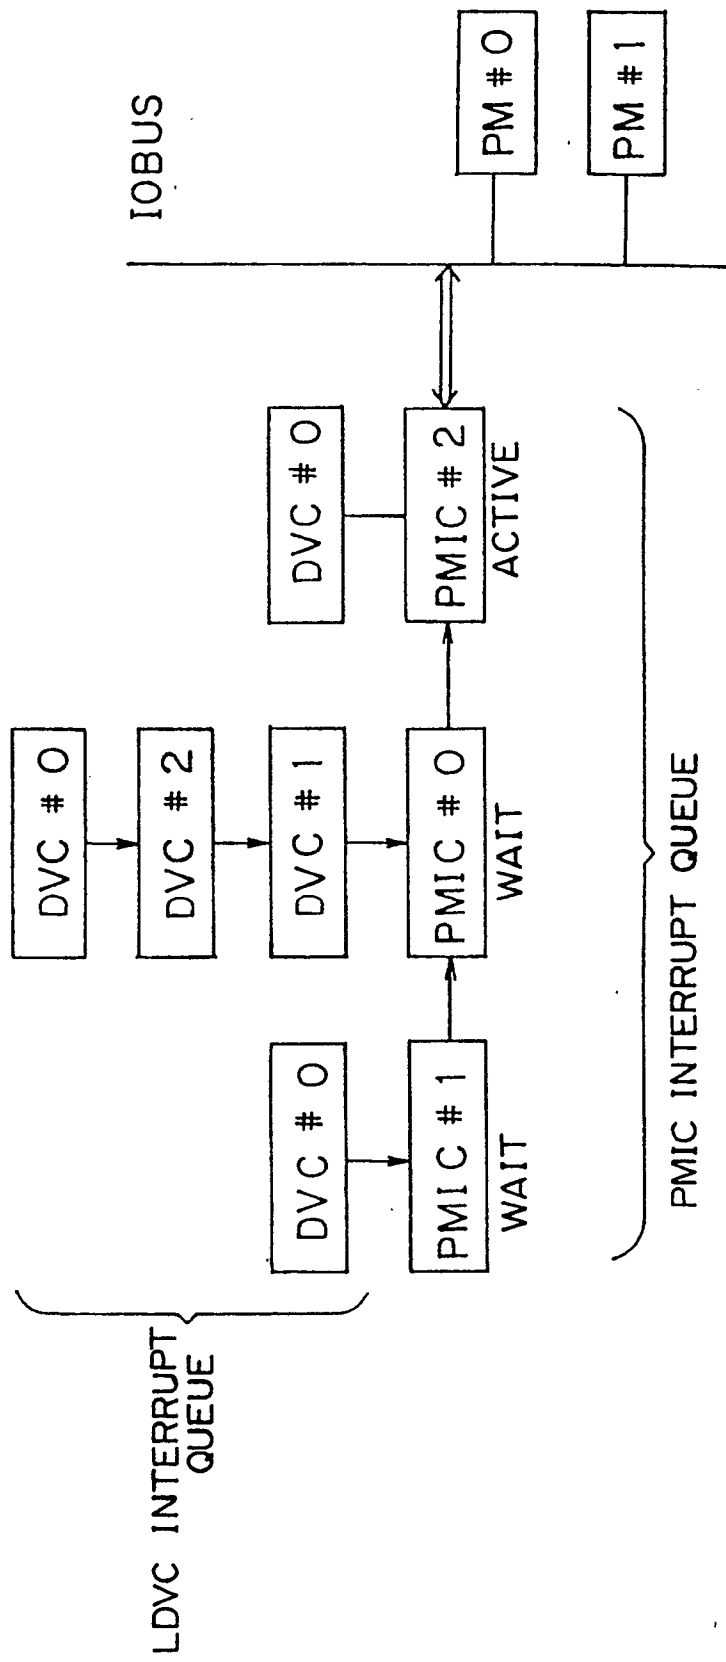 IOBUS
DVC # 0
DVC # 2
DVC # 0
DVC # 1
DVC # 0
PM # 0
PMIC # 1
PMIC # 0
PMIC # 2
WAIT
WAIT
ACTIVE
PM # 1
LDVC INTERRUPT
QUEUE
PMIC INTERRUPT QUEUE